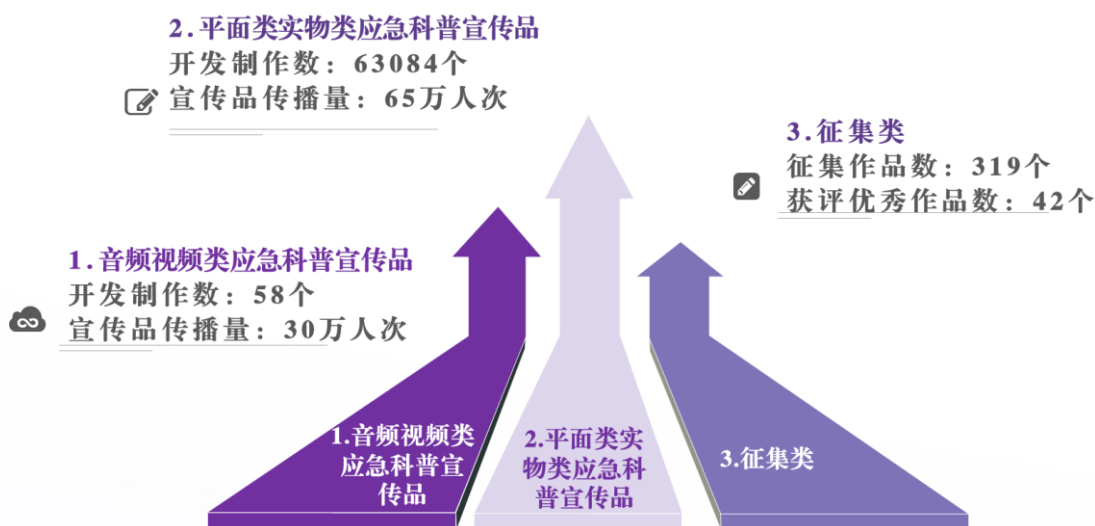 2.平面类实物类应急科普宣传品
开发制作数：63084个
宣传品传播量：65万人次
3.征集类
征集作品数：319个
获评优秀作品数：42个
1.音频视频类应急科普宣传品
开发制作数：58个
宣传品传播量：30万人次
1.音频视频类
应急科普宣
传品
2.平面类实
物类应急科
普宣传品
3.征集类